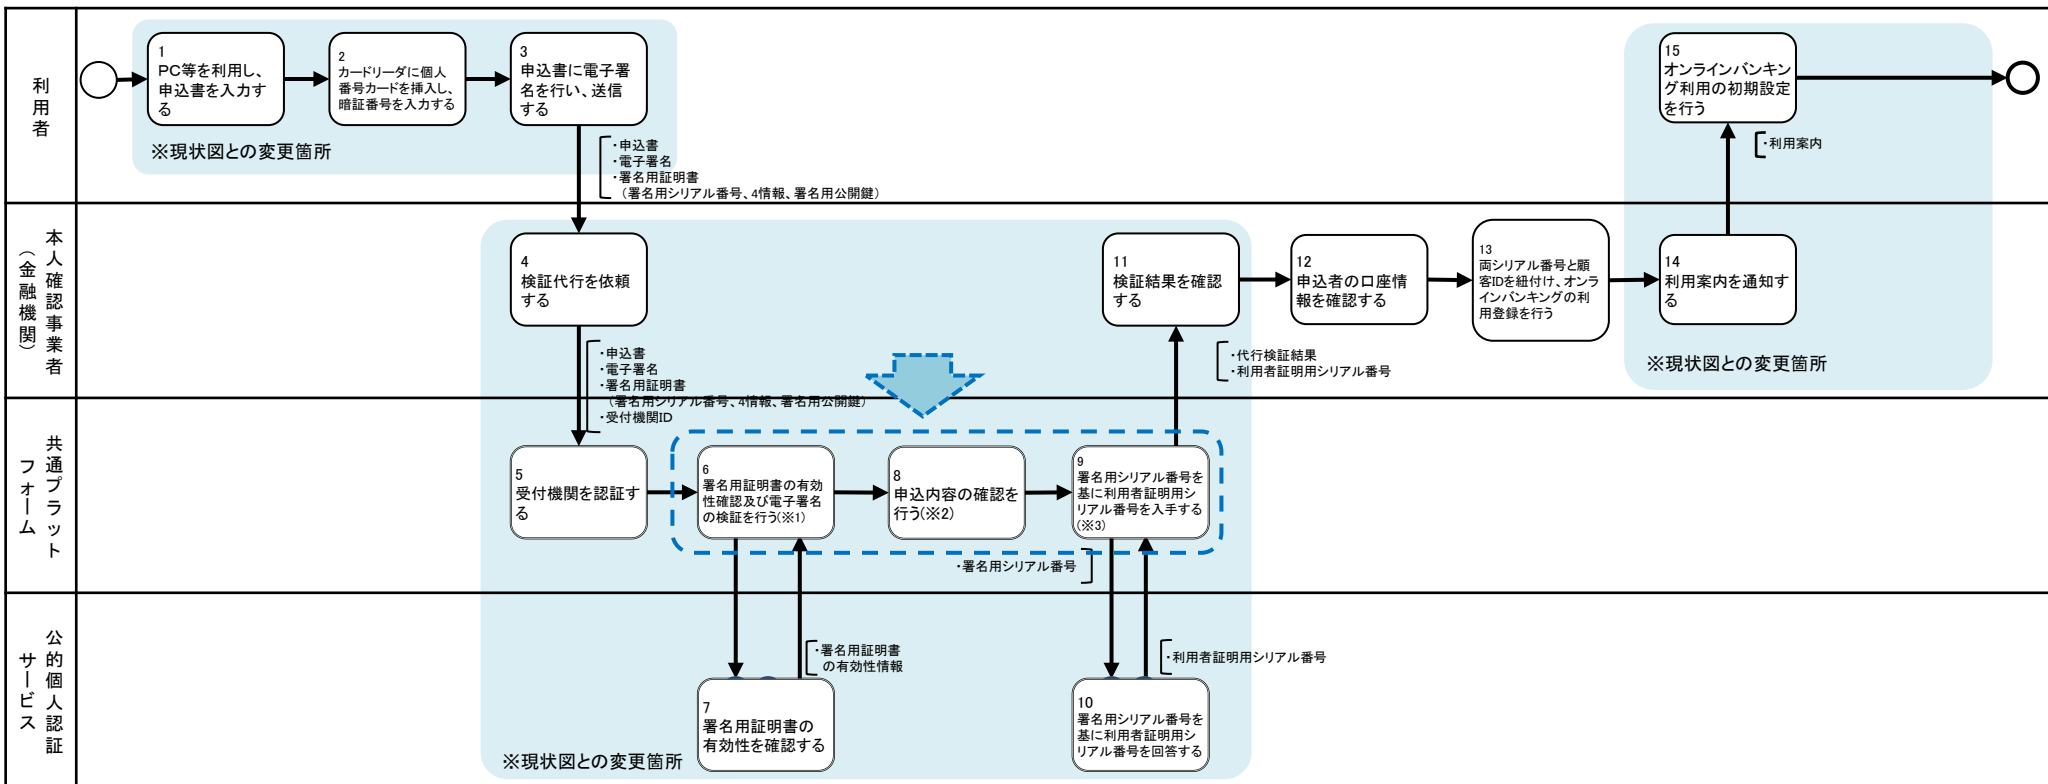 利用者
1
PC等を利用し、
申込書を入力す
る
2
カードリーダに個人
番号カードを挿入し、
暗証番号を入力する
3
申込書に電子署
名を行い、送信
する
※現状図との変更箇所
・申込書
・電子署名
・署名用証明書
（署名用シリアル番号、4情報、署名用公開鍵）
15
オンラインバンキン
グ利用の初期設定
を行う
・利用案内
本人確認事業者
（金融機関）
4
検証代行を依頼
する
・申込書
・電子署名
・署名用証明書
（署名用シリアル番号、4情報、署名用公開鍵）
・受付機関ID
11
検証結果を確認
する
・代行検証結果
・利用者証明用シリアル番号
12
申込者の口座情
報を確認する
13
両シリアル番号と顧
客IDを紐付け、オンラ
インバンキングの利
用登録を行う
14
利用案内を通知す
る
※現状図との変更箇所
共通プラット
フォーム
5
受付機関を認証す
る
6
署名用証明書の有効
性確認及び電子署名
の検証を行う(※1)
8
申込内容の確認を
行う(※2)
9
署名用シリアル番号を
基に利用者証明用シ
リアル番号を入手する
(※3)
・署名用シリアル番号
公的個人認証
サービス
・署名用証明書
の有効性情報
7
署名用証明書の
有効性を確認する
・利用者証明用シリアル番号
10
署名用シリアル番号を
基に利用者証明用シ
リアル番号を回答する
※現状図との変更箇所